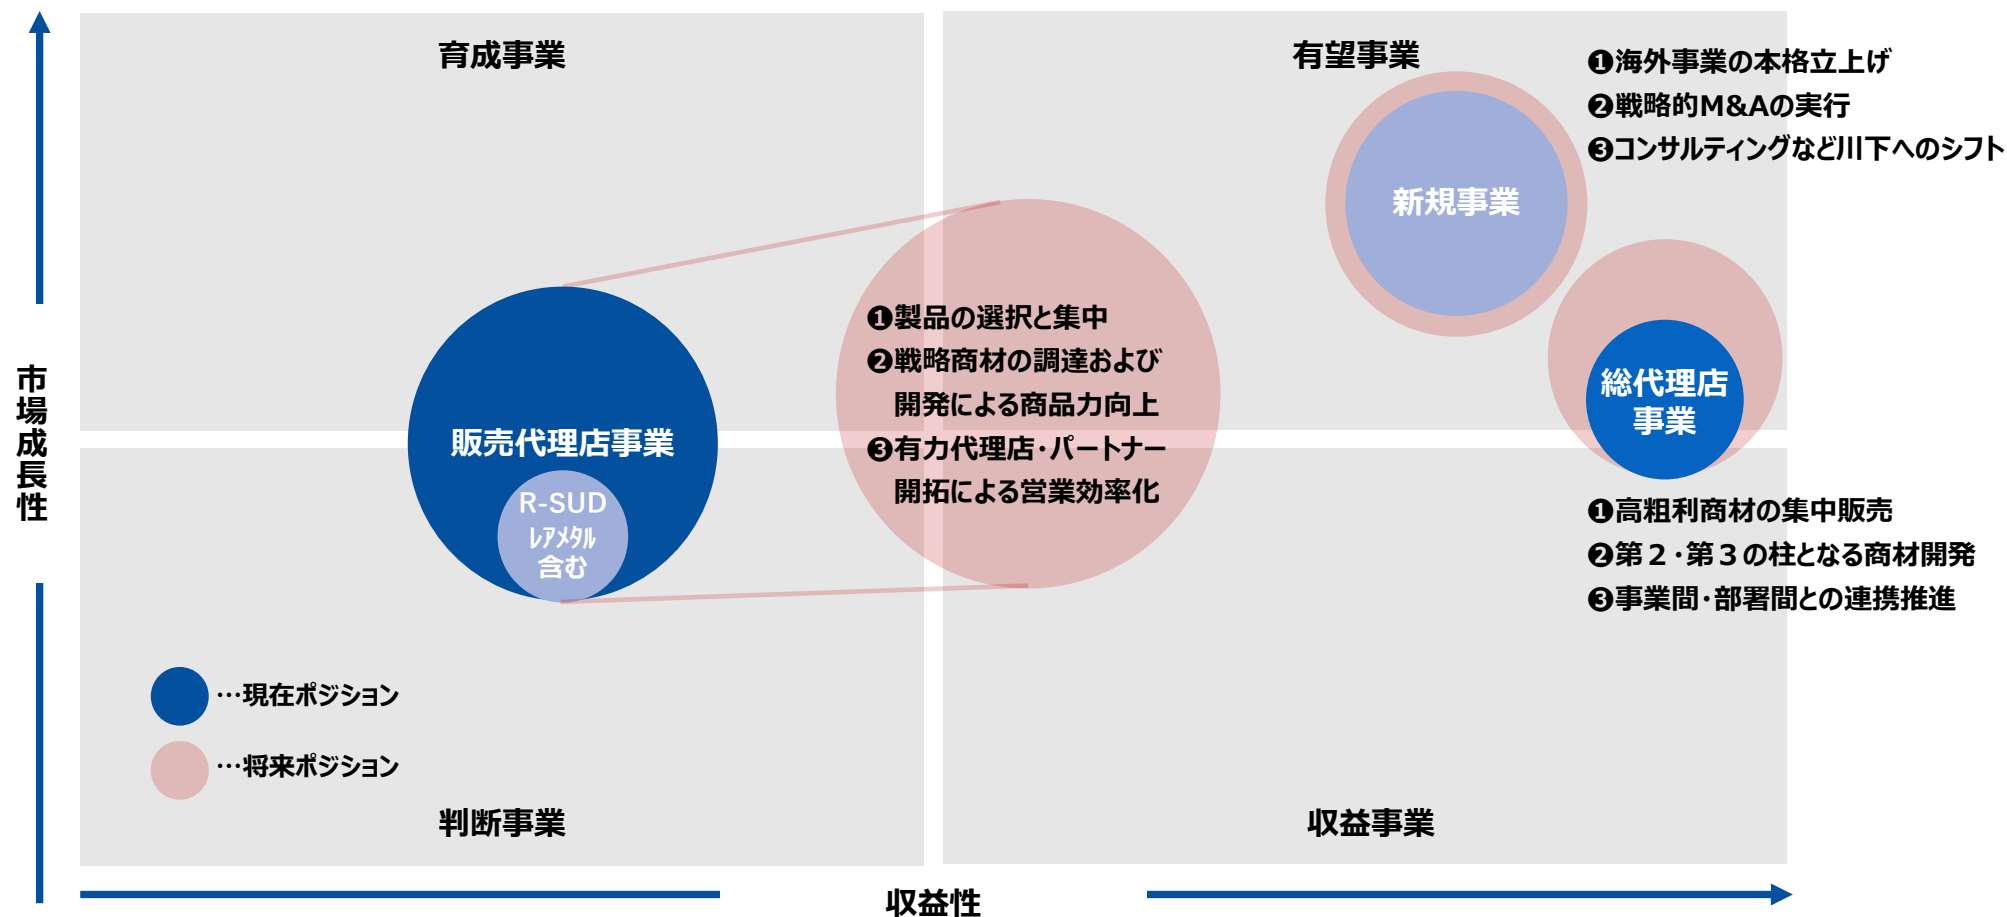 育成事業
有望事業
❶海外事業の本格立上げ
❷戦略的M&Aの実行
❸コンサルティングなど川下へのシフト
新規事業
❶製品の選択と集中
❷戦略商材の調達および
開発による商品力向上
❸有力代理店・パートナー
開拓による営業効率化
総代理店
事業
販売代理店事業
R-SUD
ﾚｱﾒﾀﾙ
含む
❶高粗利商材の集中販売
❷第２・第３の柱となる商材開発
❸事業間・部署間との連携推進
市場成長性
…現在ポジション
…将来ポジション
判断事業
収益事業
収益性